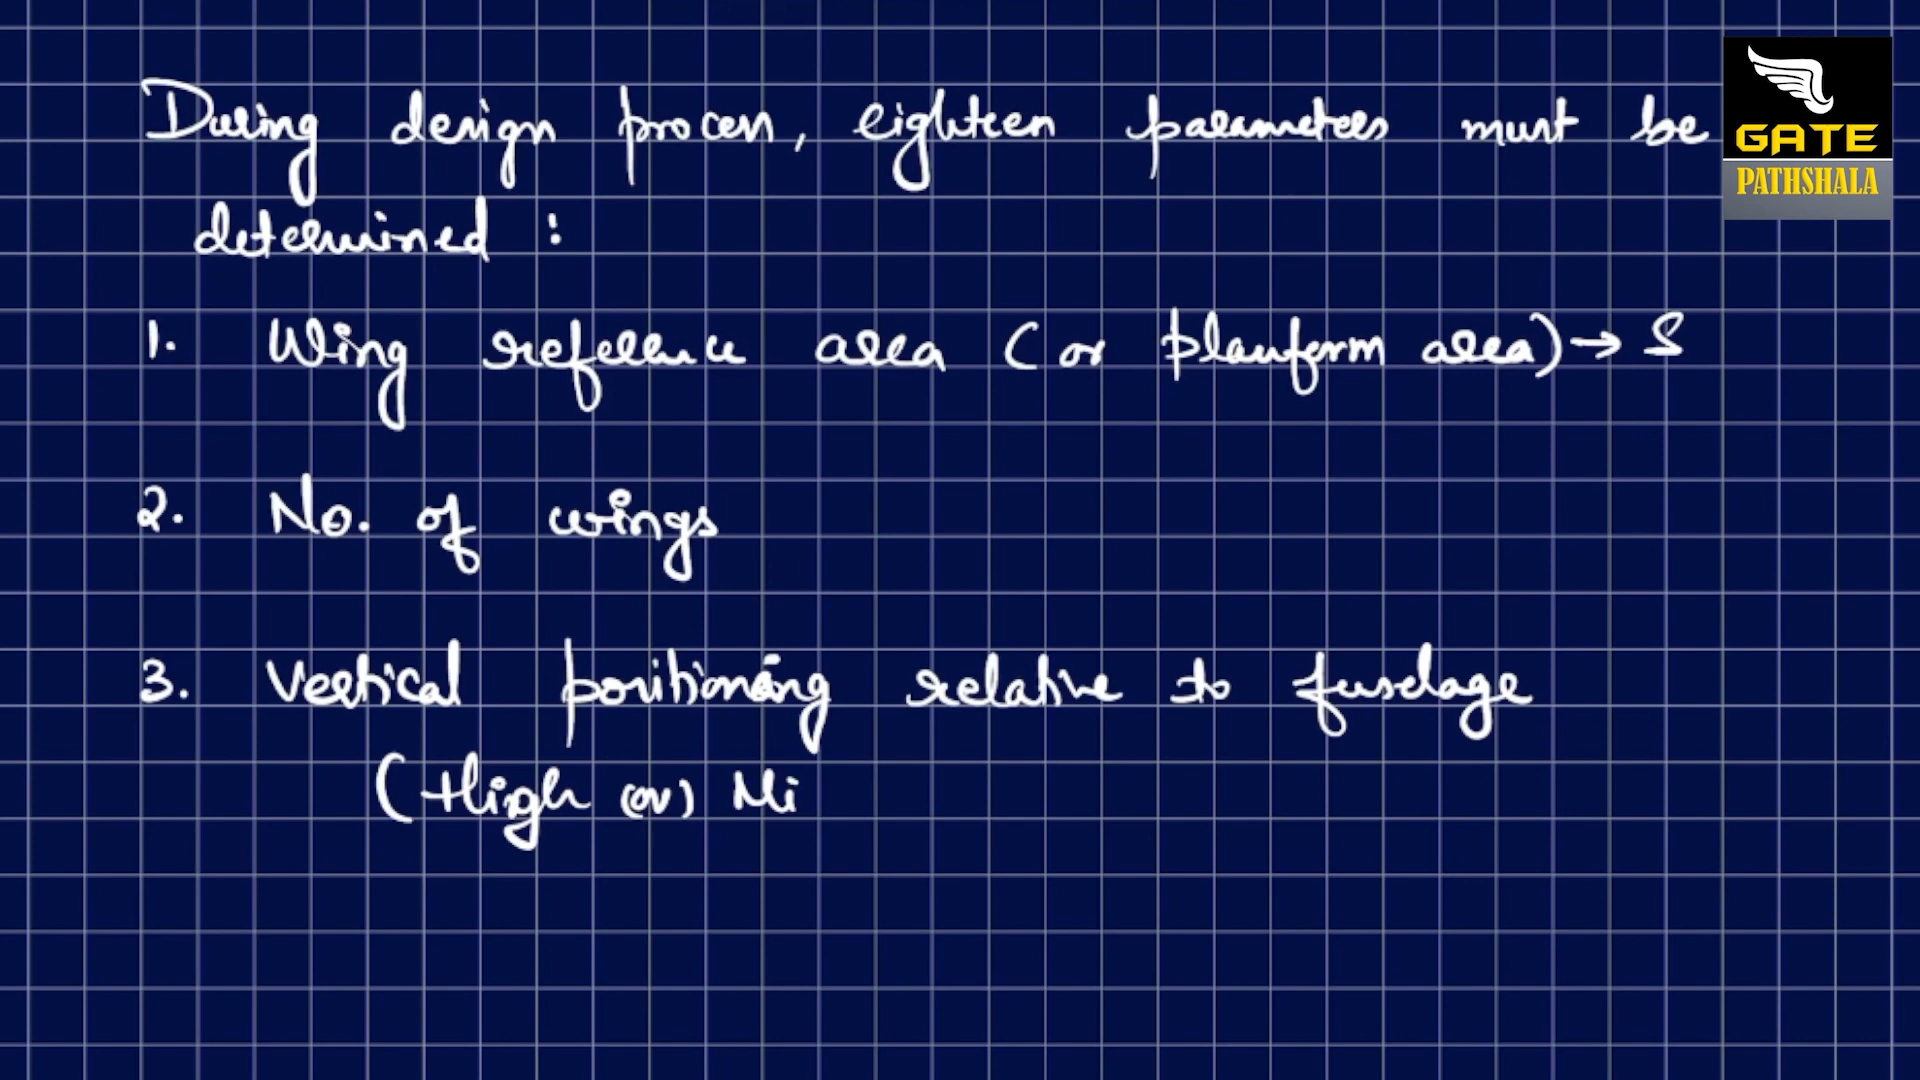 During design process, eighteen parameters must be
determined :
1. Wing reference area (or planform area) → S
2. No. of wings
3. Vertical positioning relative to fuselage
(High (or) Mi
GATE
PATHSHALA